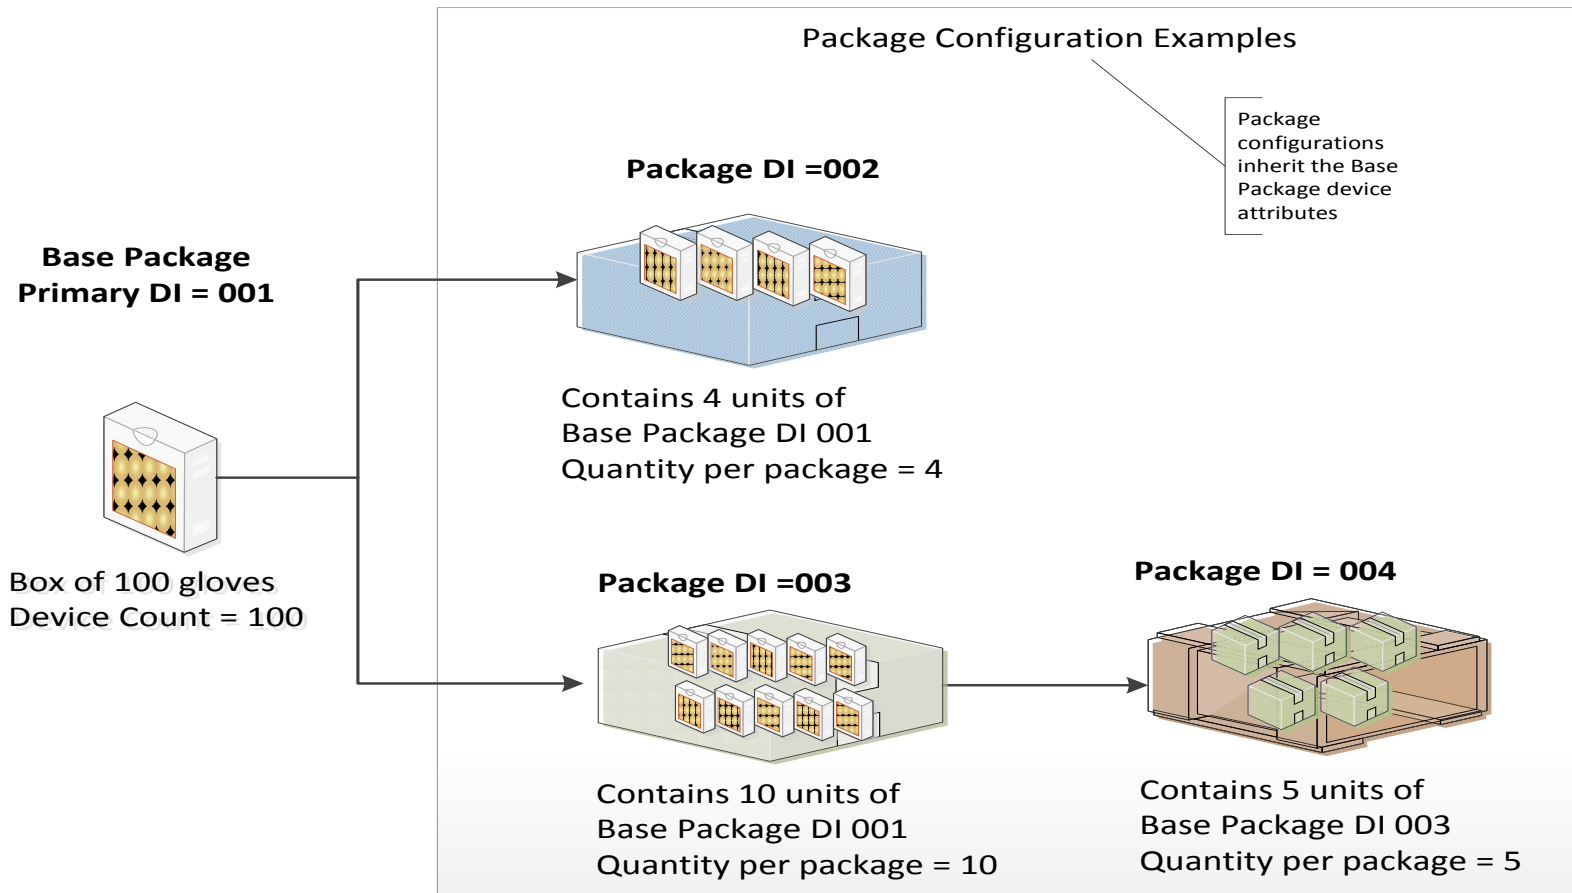 Package Configuration Examples
Package
configurations
inherit the Base
Package device
attributes
Package DI =002
Base Package
Primary DI = 001
Contains 4 units of
Base Package DI 001
Quantity per package = 4
Box of 100 gloves
Device Count = 100
Package DI =003
Package DI = 004
Contains 10 units of
Base Package DI 001
Quantity per package = 10
Contains 5 units of
Base Package DI 003
Quantity per package = 5